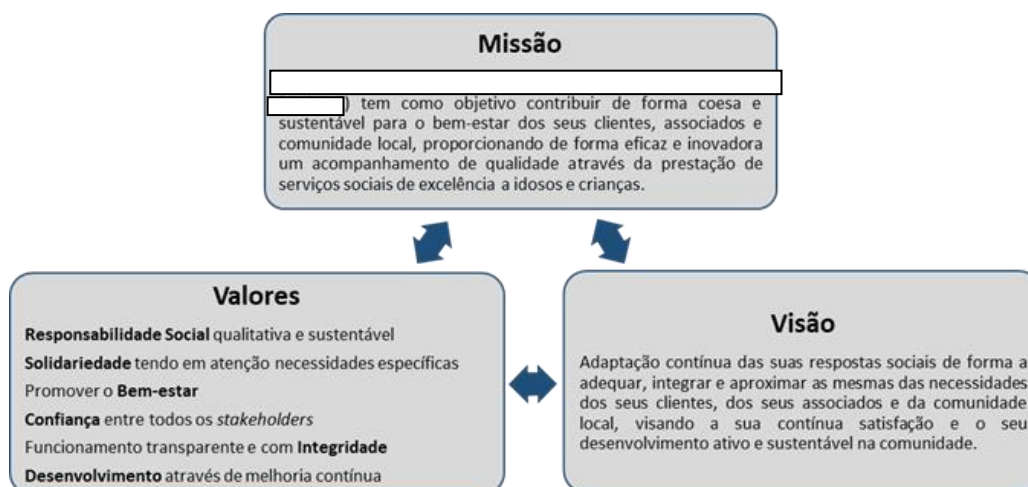 Missão
) tem como objetivo contribuir de forma coesa e
sustentável para o bem-estar dos seus clientes, associados e
comunidade local, proporcionando de forma eficaz e inovadora
um acompanhamento de qualidade através da prestação de
serviços sociais de excelência a idosos e crianças.
Valores
Responsabilidade Social qualitativa e sustentável
Solidariedade tendo em atenção necessidades específicas
Promover o Bem-estar
Confiança entre todos os stakeholders
Funcionamento transparente e com Integridade
Desenvolvimento através de melhoria contínua
Visão
Adaptação contínua das suas respostas sociais de forma a
adequar, integrar e aproximar as mesmas das necessidades
dos seus clientes, dos seus associados e da comunidade
local, visando a sua contínua satisfação e o seu
desenvolvimento ativo e sustentável na comunidade.